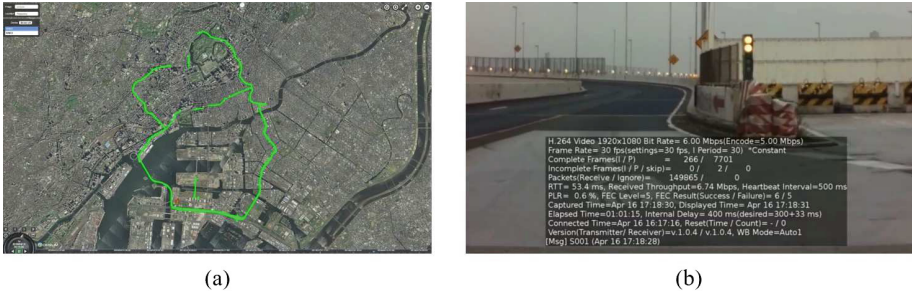 H.264 Video 1920x1080 Bit Rate= 6.00 Mbps(Encode=5.00 Mbps)
Frame Rate= 30 fps(settings=30 fps, I Period= 30) *Constant
Complete Frames(I / P) = 266 / 7701
Incomplete Frames(I / P / skip)= 0 / 2 / 0
Packets(Receive / Ignore)= 149865 / 0
RTT= 53.4 ms, Received Throughput=6.74 Mbps, Heartbeat Interval=500 ms
PLR= 0.6 %, FEC Level=5, FEC Result(Success / Failure)= 6 / 5
Captured Time=Apr 16 17:18:30, Displayed Time= Apr 16 17:18:31
Elapsed Time=01:01:15, Internal Delay= 400 ms(desired=300+33 ms)
Connected Time=Apr 16 16:17:16, Reset(Time / Count)= - / 0
Version(Transmitter/ Receiver)=v.1.0.4 / v.1.0.4, WB Mode=Auto1
[Msg] S001 (Apr 16 17:18:28)
(a)
(b)